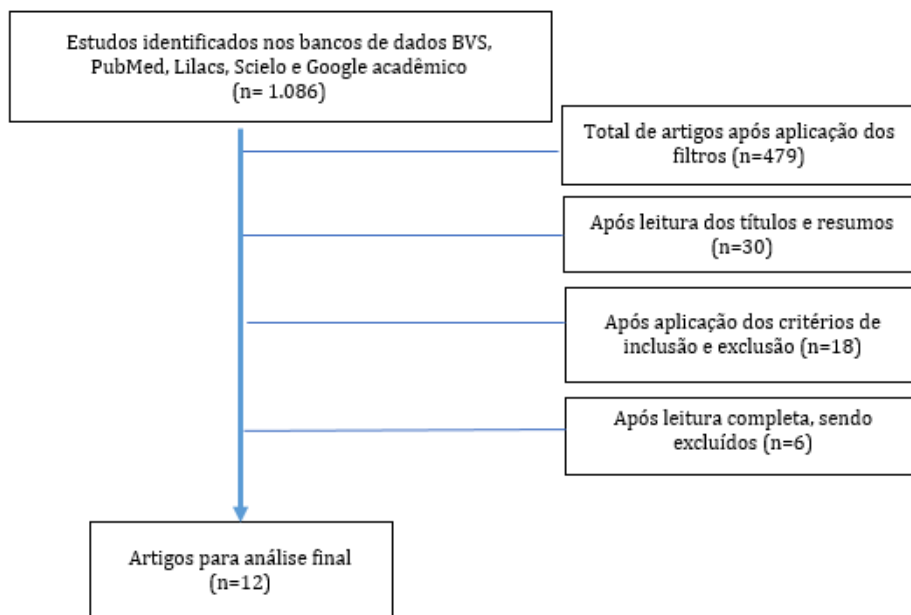 Estudos identificados nos bancos de dados BVS,
PubMed, Lilacs, Scielo e Google acadêmico
(n= 1.086)
Total de artigos após aplicação dos
filtros (n=479)
Após leitura dos títulos e resumos
(n=30)
Após aplicação dos critérios de
inclusão e exclusão (n=18)
Após leitura completa, sendo
excluídos (n=6)
Artigos para análise final
(n=12)